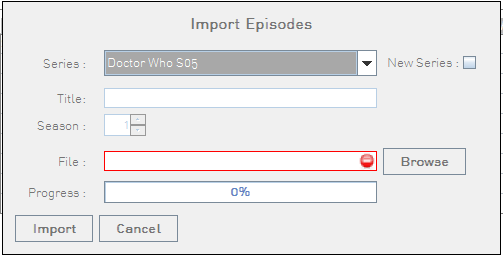 Import Episodes
Series : Doctor Who S05 New Series :
Title:
Season : 1
File : Browse
Progress : 0%
Import Cancel